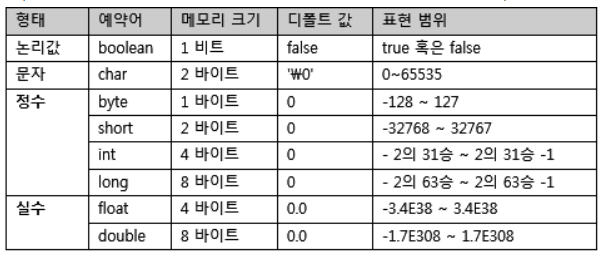 형태 예약어 메모리 크기 디폴트 값 표현 범위
논리값 boolean 1 비트 false true 혹은 false
문자 char 2 바이트 '₩0' 0~65535
정수 byte 1 바이트 0 -128 ~ 127
short 2 바이트 0 -32768 ~ 32767
int 4 바이트 0 - 2의 31승 ~ 2의 31승 -1
long 8 바이트 0 - 2의 63승 ~ 2의 63승 -1
실수 float 4 바이트 0.0 -3.4E38 ~ 3.4E38
double 8 바이트 0.0 -1.7E308 ~ 1.7E308